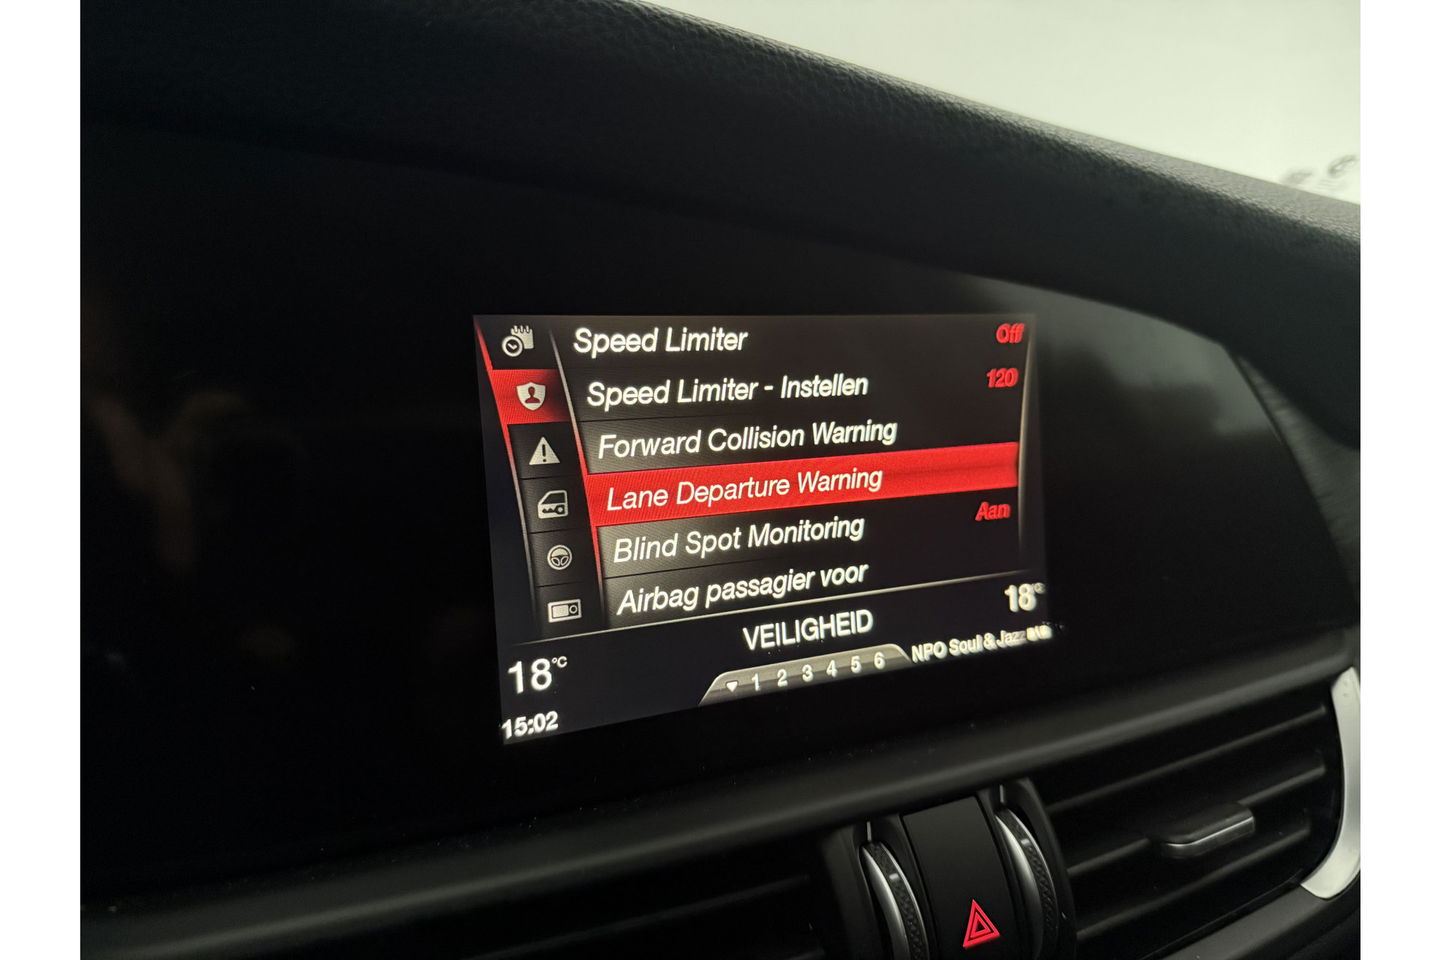 Speed Limiter Off
Speed Limiter - Instellen 120
Forward Collision Warning
Lane Departure Warning
Blind Spot Monitoring Aan
Airbag passagier voor
VEILIGHEID
18°C
18°C
1 2 3 4 5 6
NPO Soul & Jazz
15:02